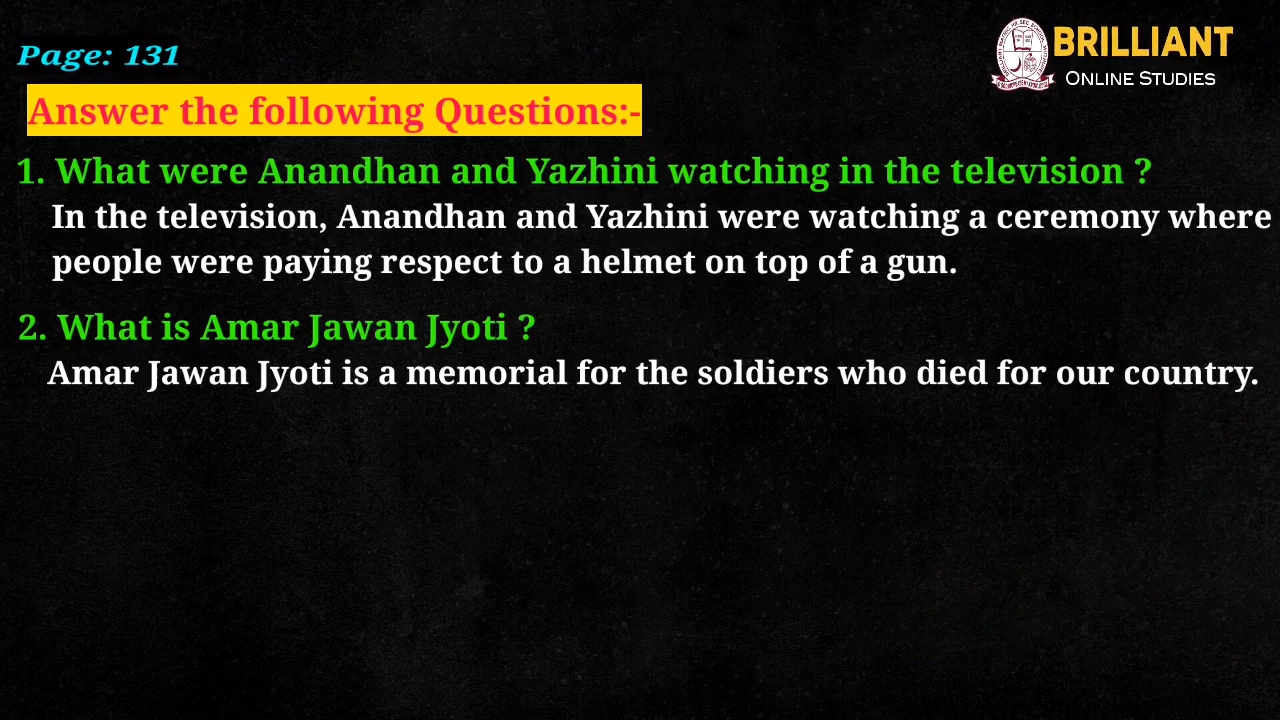 Page: 131
BRILLIANT
ONLINE STUDIES
Answer the following Questions:-
1. What were Anandhan and Yazhini watching in the television ?
In the television, Anandhan and Yazhini were watching a ceremony where
people were paying respect to a helmet on top of a gun.
2. What is Amar Jawan Jyoti ?
Amar Jawan Jyoti is a memorial for the soldiers who died for our country.